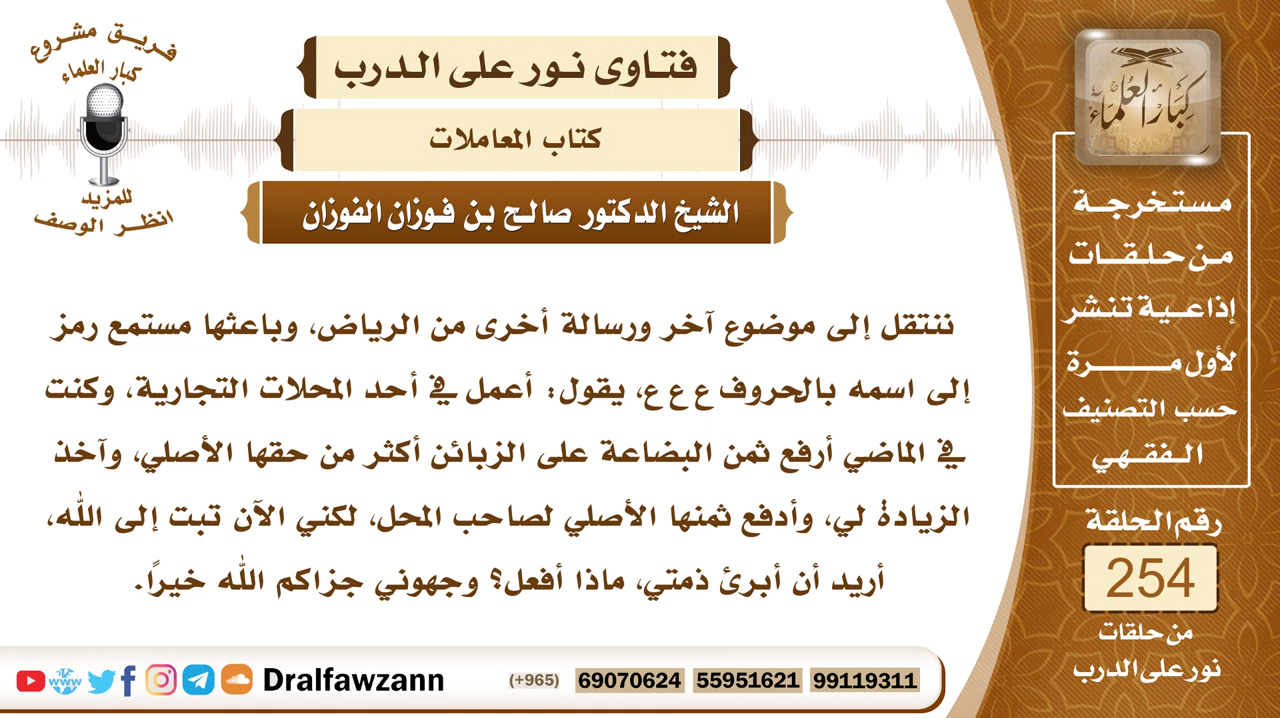 فريق مشروع
كبار العلماء
للمزيد
انظر الوصف
فتاوى نور على الدرب
كتاب المعاملات
الشيخ الدكتور صالح بن فوزان الفوزان
ننتقل إلى موضوع آخر ورسالة أخرى من الرياض، وباعثها مستمع رمز
إلى اسمه بالحروف ع ع ع، يقول: أعمل في أحد المحلات التجارية، وكنت
في الماضي أرفع ثمن البضاعة على الزبائن أكثر من حقها الأصلي، وآخذ
الزيادة لي، وأدفع ثمنها الأصلي لصاحب المحل، لكني الآن تبت إلى الله،
أريد أن أبرئ ذمتي، ماذا أفعل؟ وجهوني جزاكم الله خيرًا.
كبار العلماء
مستخرجة
من حلقات
إذاعية تنشر
لأول مرة
حسب التصنيف
الفقهي
رقم الحلقة
254
من حلقات
نور على الدرب
www Dralfawzann (+965) 69070624 55951621 99119311